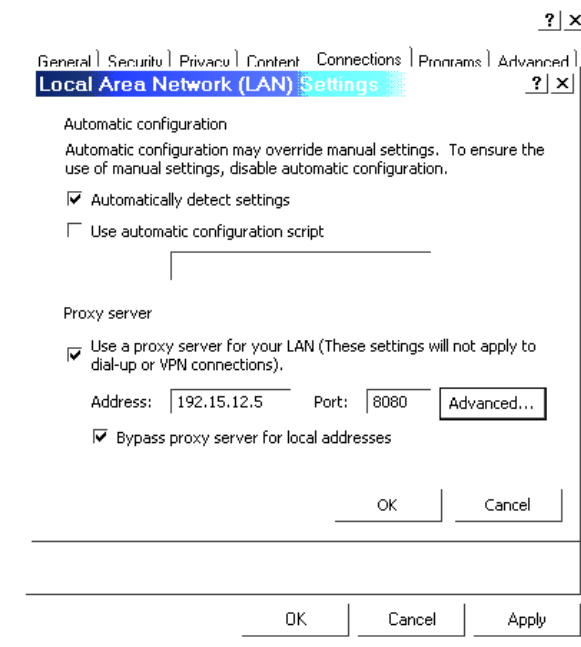 ? ×
General Security Privacy Content Connections Programs Advanced
Local Area Network (LAN) Settings ? ×
Automatic configuration
Automatic configuration may override manual settings. To ensure the
use of manual settings, disable automatic configuration.
Automatically detect settings
Use automatic configuration script
Proxy server
Use a proxy server for your LAN (These settings will not apply to
dial-up or VPN connections).
Address: 192.15.12.5 Port: 8080 Advanced...
Bypass proxy server for local addresses
OK Cancel
OK Cancel Apply